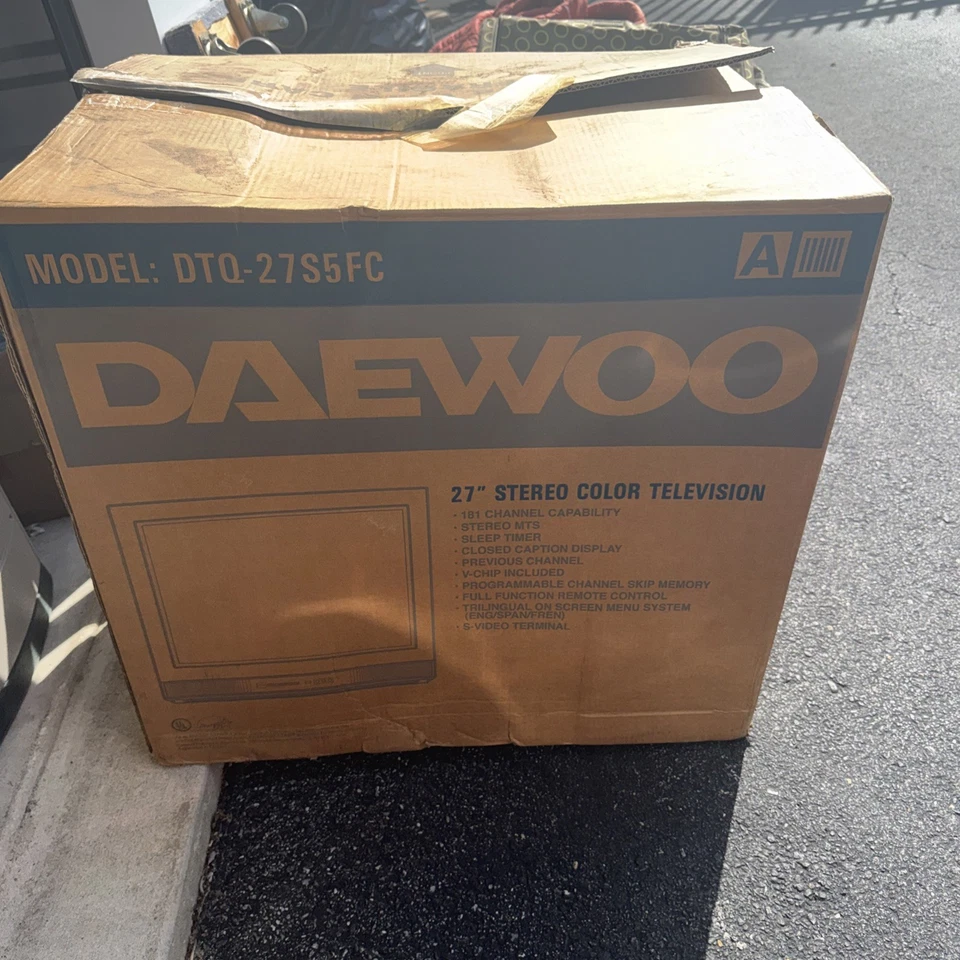 MODEL: DTQ-27S5FC
A
DAEWOO
27" STEREO COLOR TELEVISION
· 181 CHANNEL CAPABILITY
· STEREO MTS
· SLEEP TIMER
· CLOSED CAPTION DISPLAY
· PREVIOUS CHANNEL
· V-CHIP INCLUDED
· PROGRAMMABLE CHANNEL SKIP MEMORY
· FULL FUNCTION REMOTE CONTROL
· TRILINGUAL ON SCREEN MENU SYSTEM
(ENG/SPAN/FREN)
· S-VIDEO TERMINAL
UL